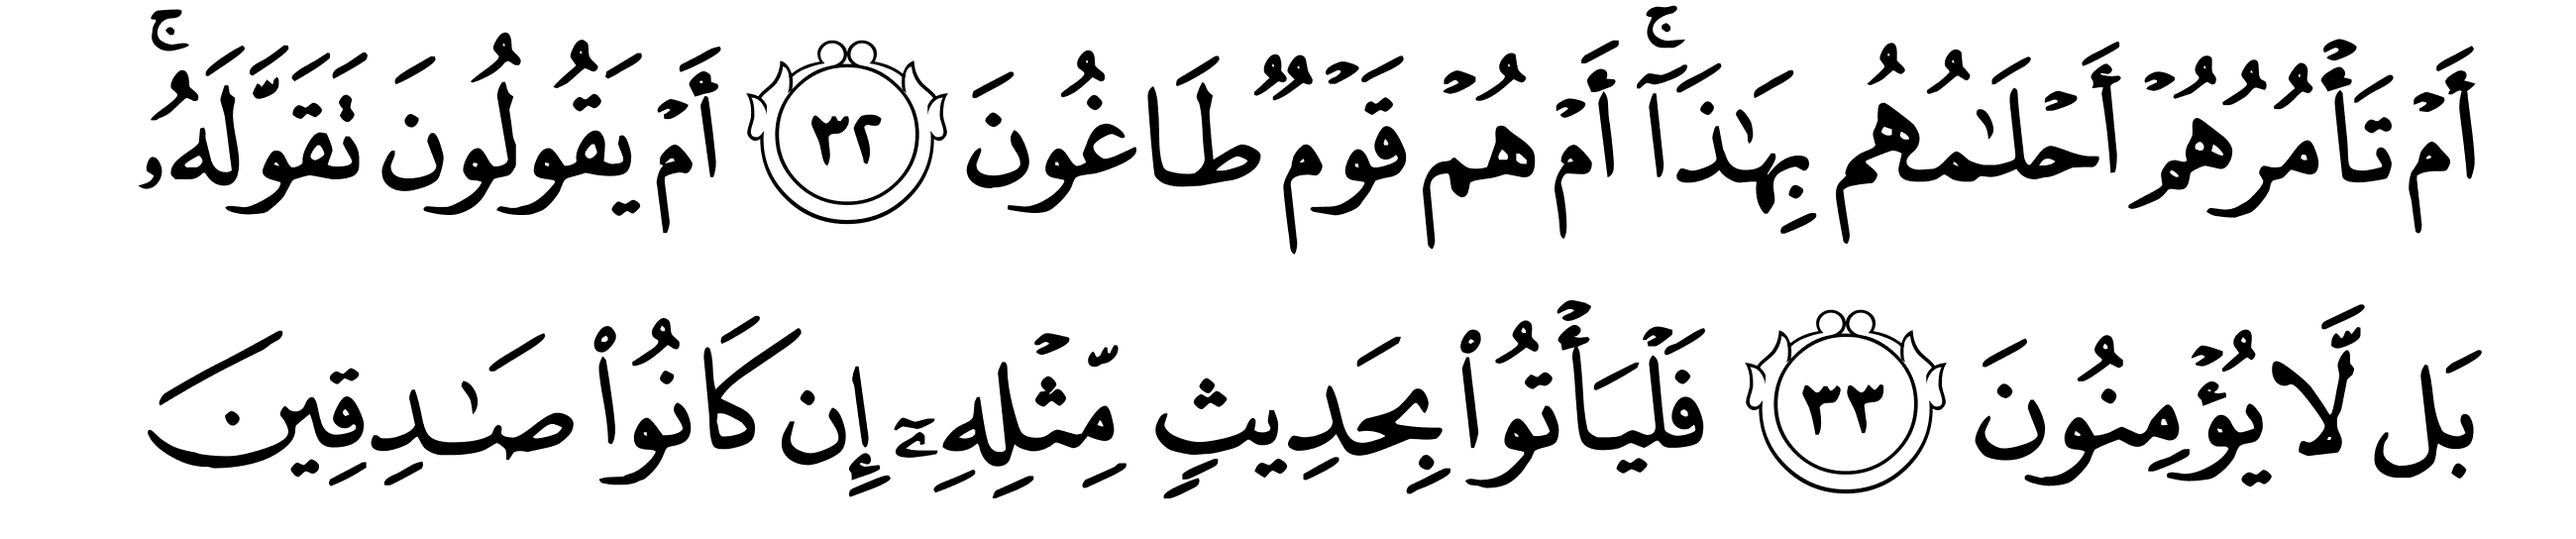 أَمۡ تَأۡمُرُهُمۡ أَحۡلَٰمُهُم بِهَٰذَآۚ أَمۡ هُمۡ قَوۡمٞ طَاغُونَ ٣٢ أَمۡ يَقُولُونَ تَقَوَّلَهُۥۚ
بَل لَّا يُؤۡمِنُونَ ٣٣ فَلۡيَأۡتُواْ بِحَدِيثٖ مِّثۡلِهِۦٓ إِن كَانُواْ صَٰدِقِينَ